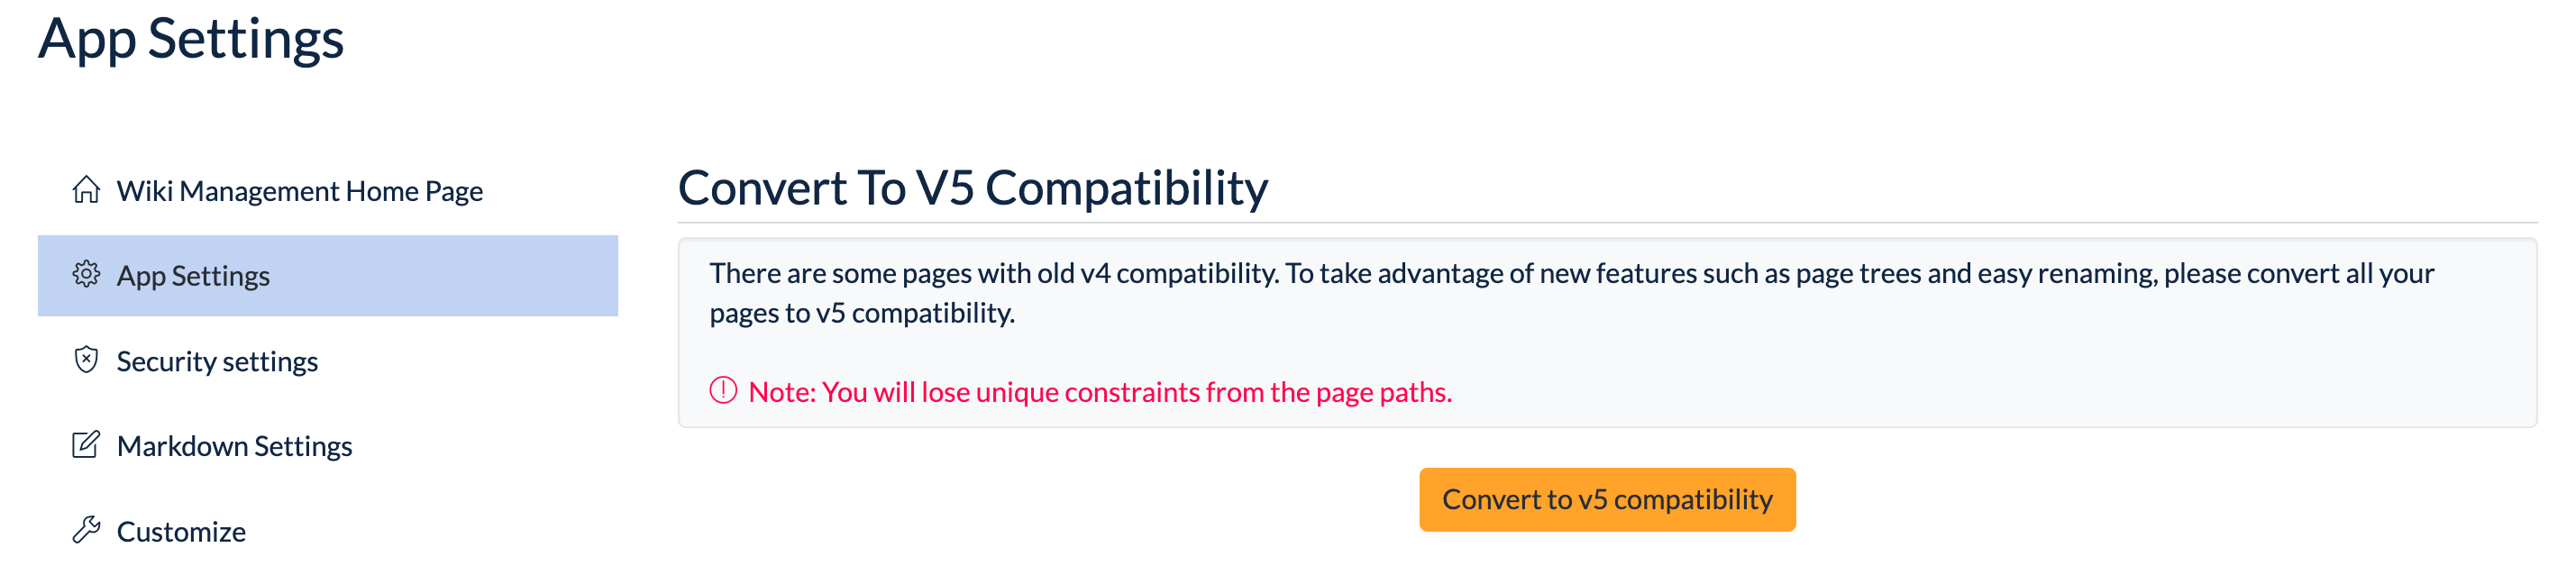 App Settings
Wiki Management Home Page
App Settings
Security settings
Markdown Settings
Customize
Convert To V5 Compatibility
There are some pages with old v4 compatibility. To take advantage of new features such as page trees and easy renaming, please convert all your
pages to v5 compatibility.
Note: You will lose unique constraints from the page paths.
Convert to v5 compatibility